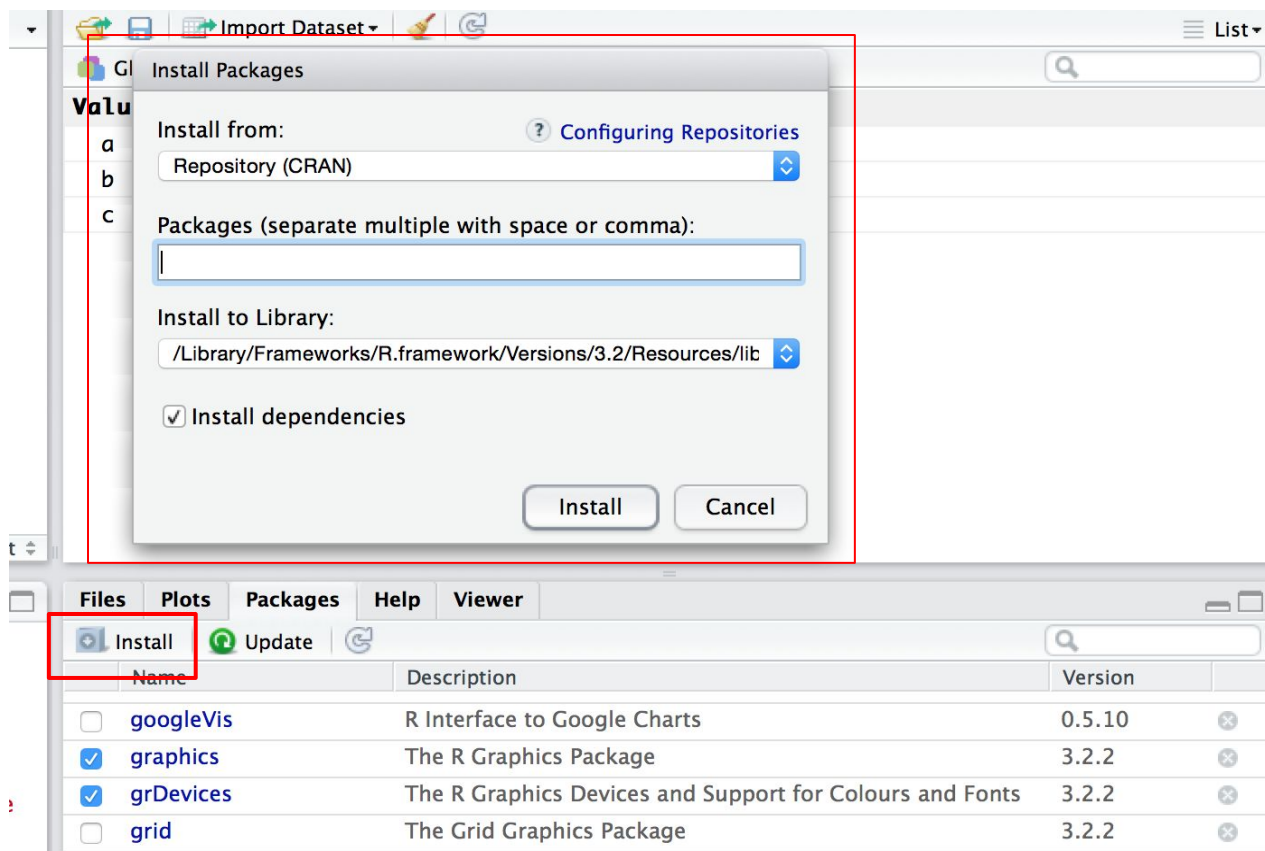 Import Dataset
List
Gl
Install Packages
Valu
Install from:
? Configuring Repositories
a
Repository (CRAN)
b
c
Packages (separate multiple with space or comma):
Install to Library:
/Library/Frameworks/R.framework/Versions/3.2/Resources/lib
Install dependencies
Install Cancel
t
Files Plots Packages Help Viewer
Install Update
Name Description Version
googleVis R Interface to Google Charts 0.5.10
graphics The R Graphics Package 3.2.2
grDevices The R Graphics Devices and Support for Colours and Fonts 3.2.2
e
grid The Grid Graphics Package 3.2.2